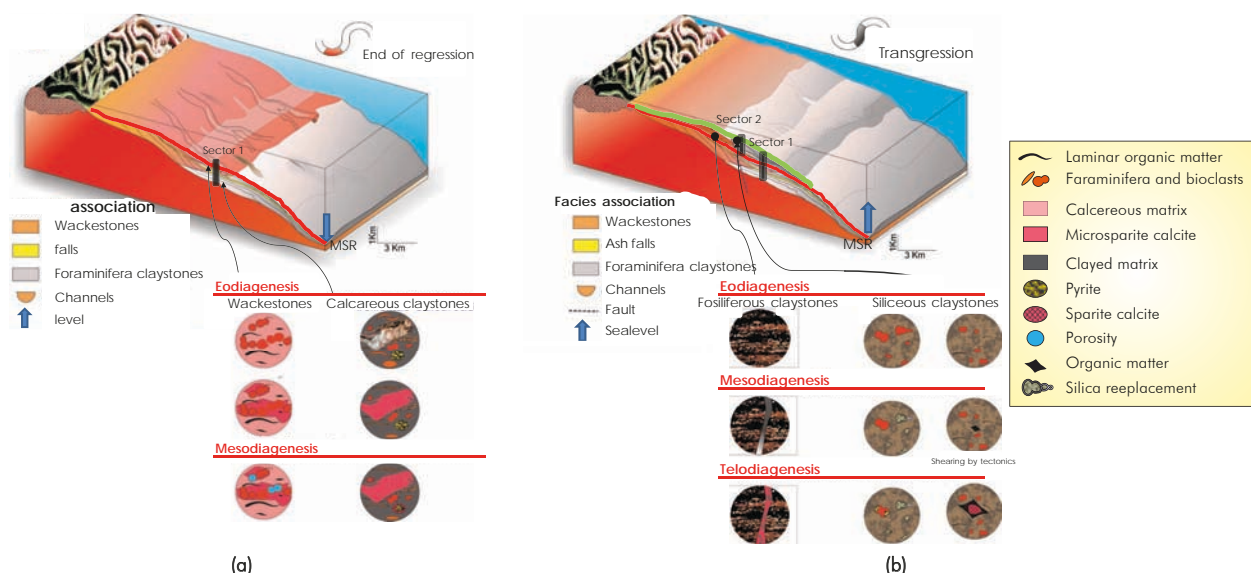 End of regression
Sector 1
MSR
1Km
3 Km
association
Wackestones
falls
Foraminifera claystones
Channels
level
Eodiagenesis
Wackestones
Calcareous claystones
Mesodiagenesis
(a)
Transgression
Sector 2
Sector 1
MSR
1Km
3 Km
Facies association
Wackestones
Ash falls
Foraminifera claystones
Channels
Fault
Sealevel
Eodiagenesis
Fosiliferous claystones
Siliceous claystones
Mesodiagenesis
Shearing by tectonics
Telodiagenesis
(b)
Laminar organic matter
Faraminifera and bioclasts
Calcereous matrix
Microsparite calcite
Clayed matrix
Pyrite
Sparite calcite
Porosity
Organic matter
Silica reeplacement